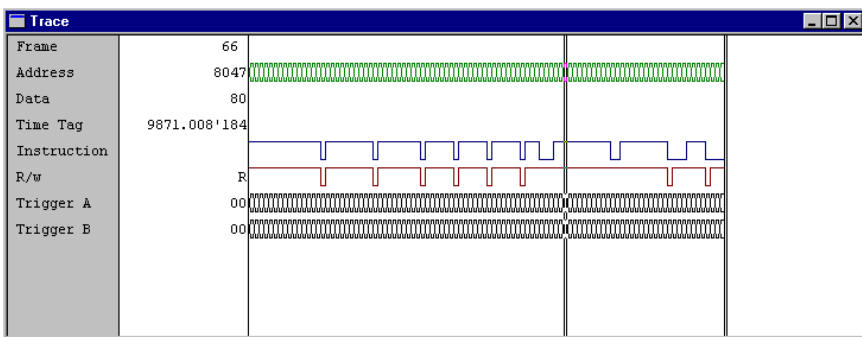 Trace
Frame 66
Address 8047
Data 80
Time Tag 9871.008'184
Instruction
R/w R
Trigger A 00
Trigger B 00